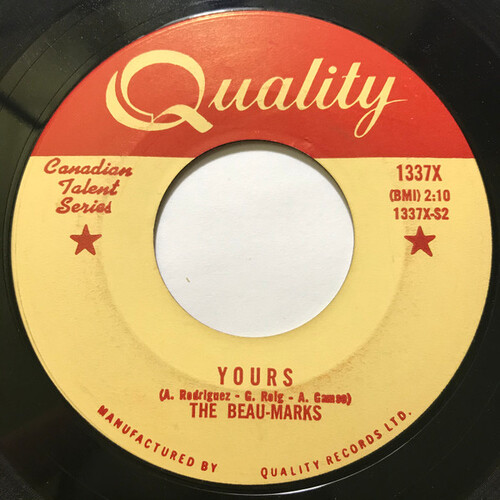 Quality
Canadian
Talent
Series
1337X
(BMI) 2:10
1337X-S2
YOURS
(A. Rodriguez - G. Roig - A. Gamse)
THE BEAU-MARKS
MANUFACTURED BY QUALITY RECORDS LTD.